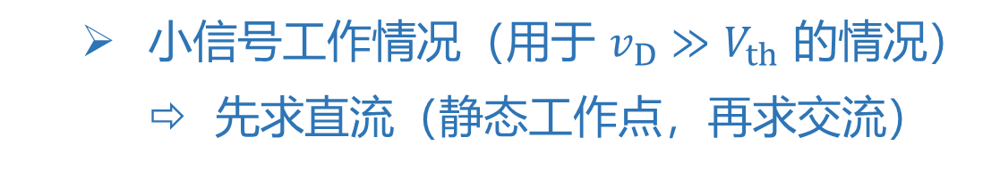 ➢ 小信号工作情况（用于 𝑣D ≫ 𝑉th 的情况）
⇨ 先求直流（静态工作点，再求交流）